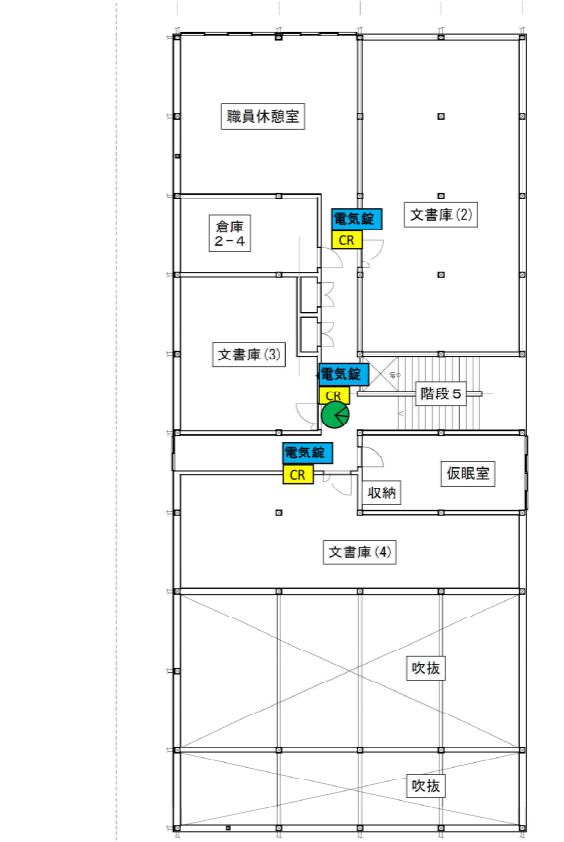 職員休憩室
倉庫
2-4
電気錠
CR
文書庫(2)
文書庫(3)
電気錠
CR
階段5
電気錠
CR
収納
仮眠室
文書庫(4)
吹抜
吹抜